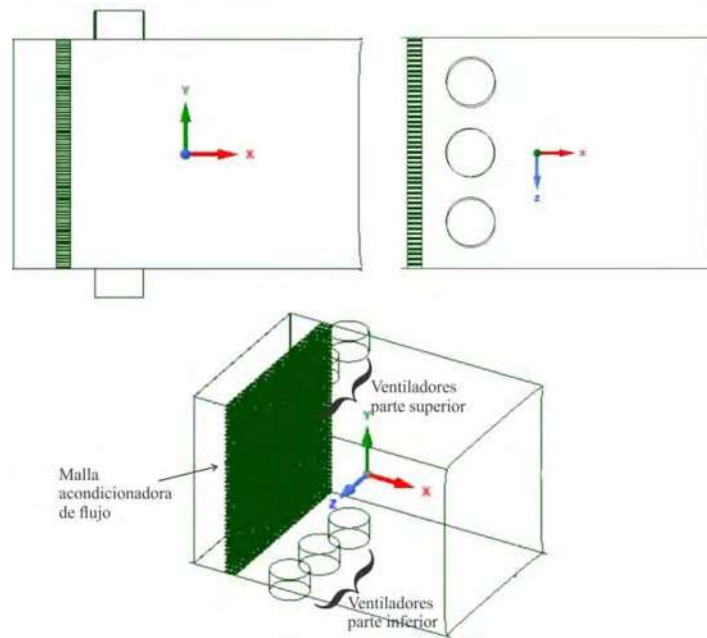 Y
X
x
z
Ventiladores
parte superior
Y
Malla
acondicionadora
de flujo
Z
X
Ventiladores
parte inferior